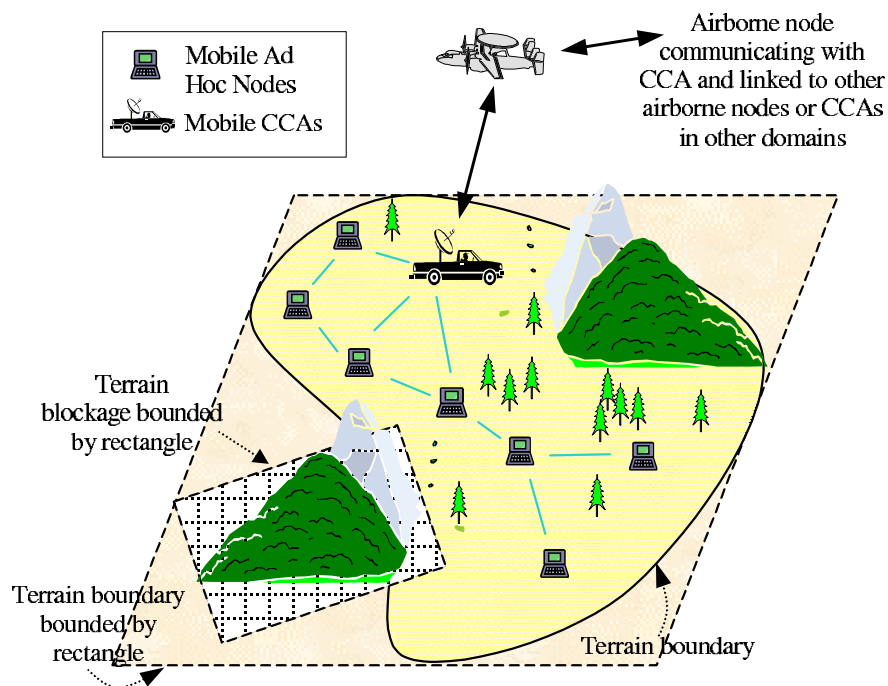 Mobile Ad
Hoc Nodes
Mobile CCAs
Airborne node
communicating with
CCA and linked to other
airborne nodes or CCAs
in other domains
Terrain
blockage bounded
by rectangle
Terrain boundary
bounded by
rectangle
Terrain boundary